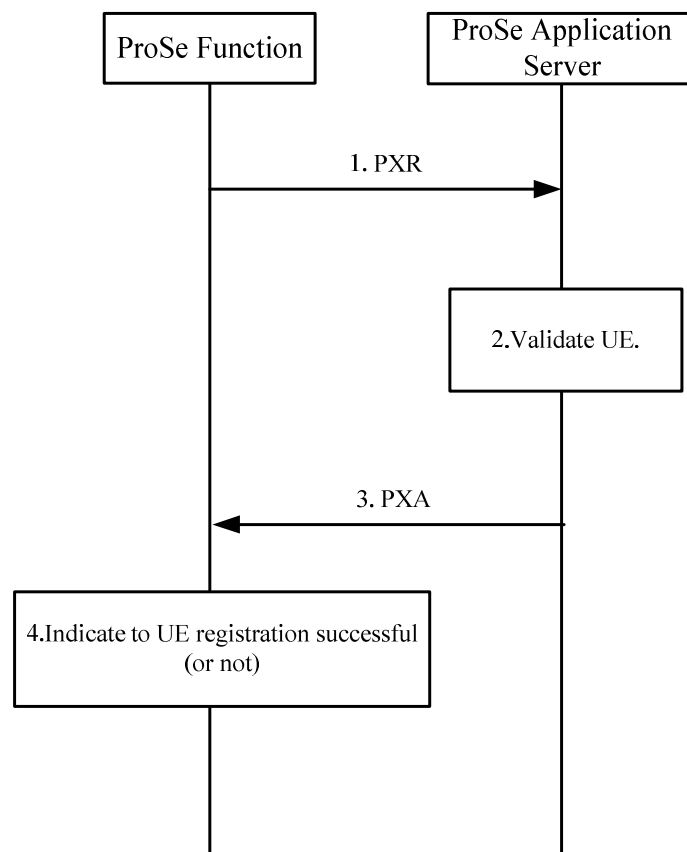 ProSe Function
ProSe Application
Server
1. PXR
2.Validate UE.
3. PXA
4.Indicate to UE registration successful
(or not)